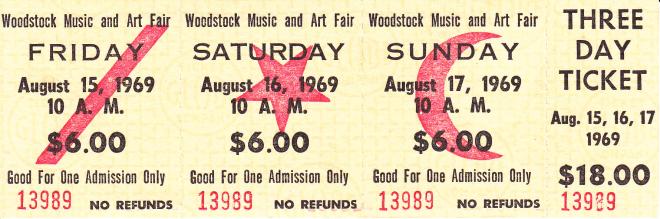 Woodstock Music and Art Fair
FRIDAY
August 15, 1969
10 A. M.
$6.00
Good For One Admission Only
13989 NO REFUNDS
Woodstock Music and Art Fair
SATURDAY
August 16, 1969
10 A. M.
$6.00
Good For One Admission Only
13989 NO REFUNDS
Woodstock Music and Art Fair
SUNDAY
August 17, 1969
10 A. M.
$6.00
Good For One Admission Only
13989 NO REFUNDS
THREE
DAY
TICKET
Aug. 15, 16, 17
1969
$18.00
13989